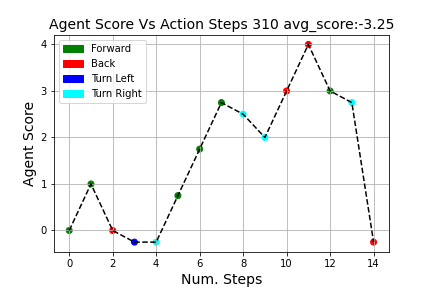 Agent Score Vs Action Steps 310 avg_score:-3.25
Forward
Back
Turn Left
Turn Right
Agent Score
4
3
2
1
0
0 2 4 6 8 10 12 14
Num. Steps